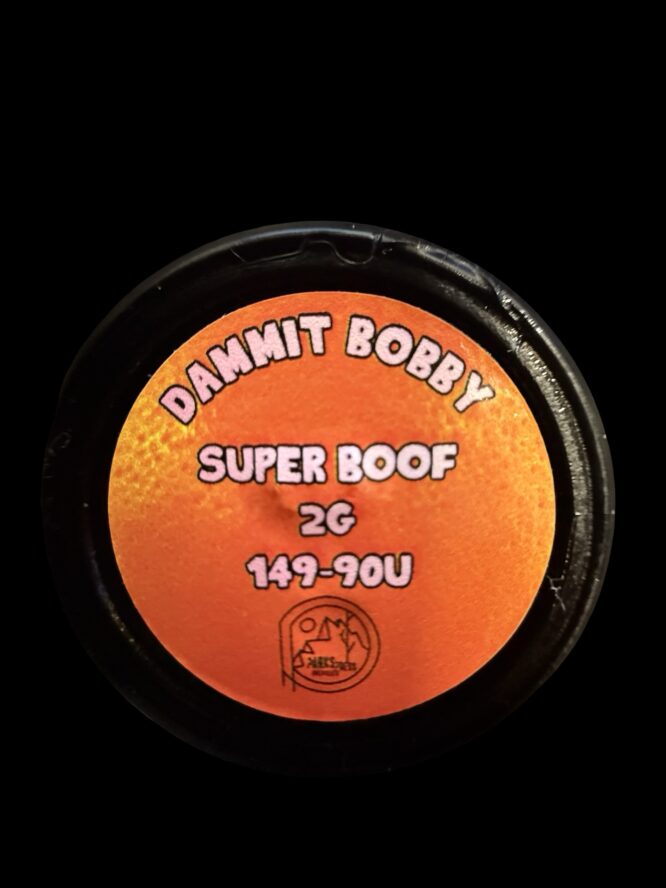 DAMMIT BOBBY
SUPER BOOF
2G
149-90U